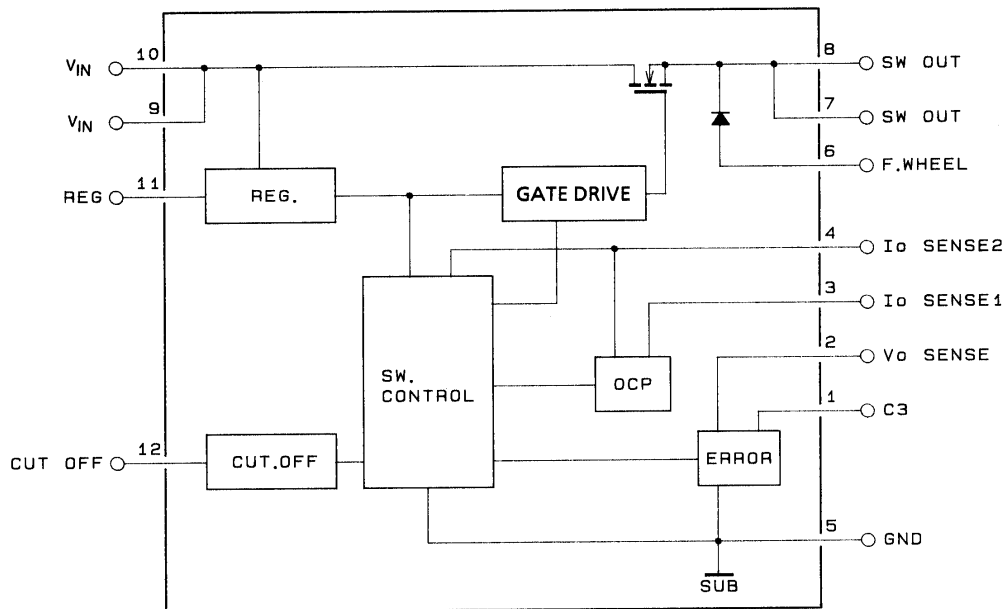 10
V_IN
8
SW OUT
9
V_IN
7
SW OUT
6
F.WHEEL
11
REG
REG.
GATE DRIVE
4
Io SENSE2
3
Io SENSE1
2
Vo SENSE
SW.
CONTROL
OCP
1
C3
12
CUT OFF
CUT.OFF
ERROR
5
GND
SUB